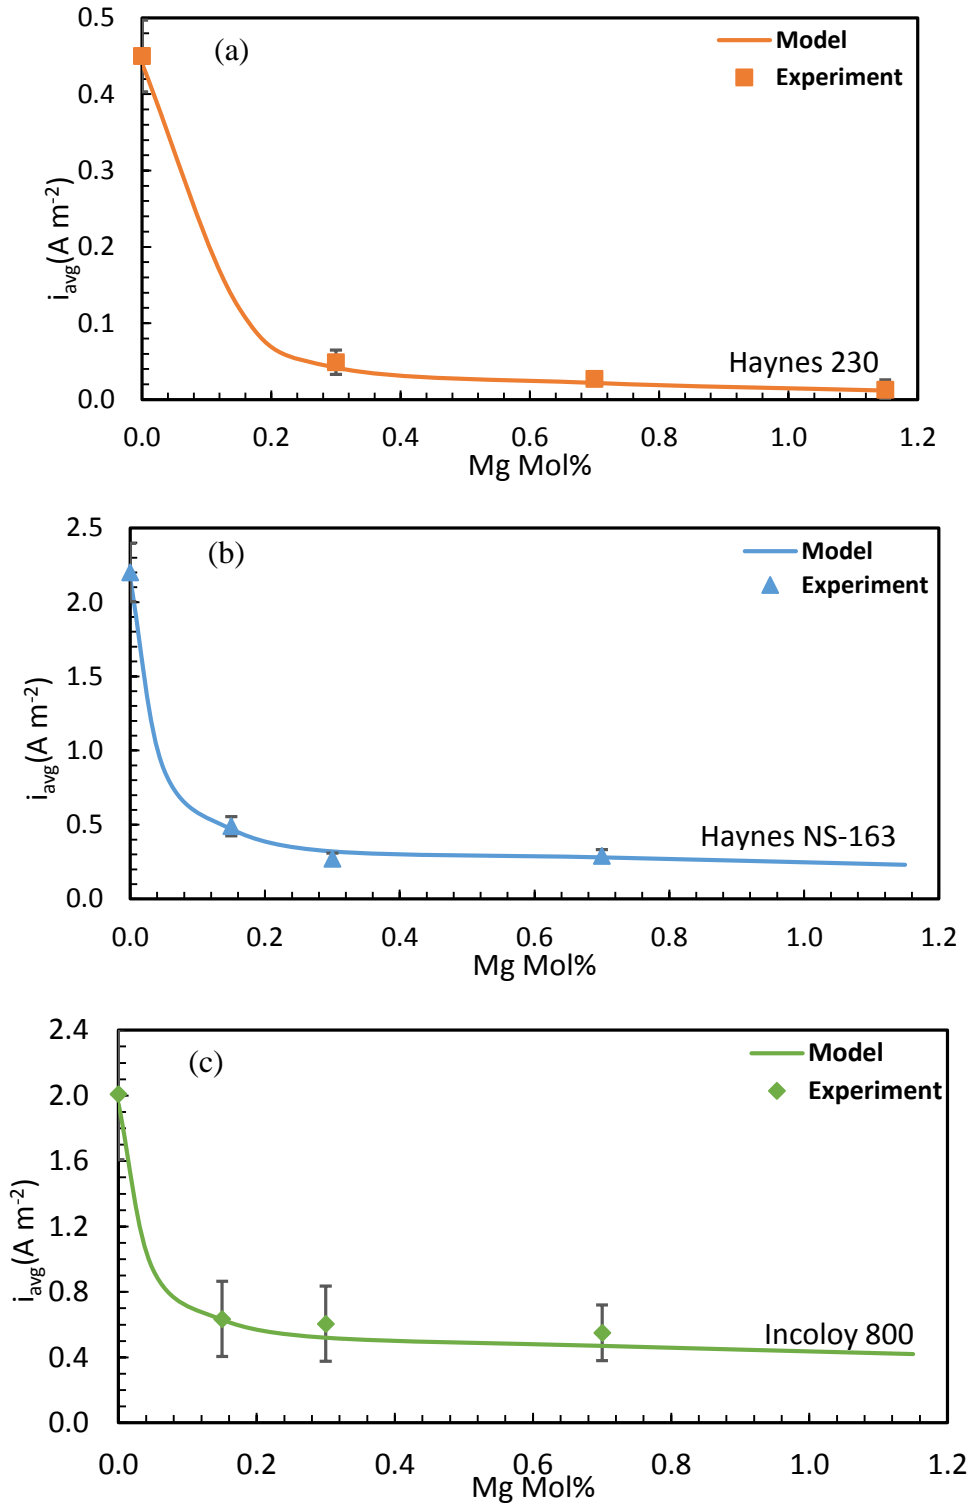 (a)
Model
Experiment
0.5
0.4
0.3
0.2
0.1
0.0
i_avg(A m^-2)
Haynes 230
0.0 0.2 0.4 0.6 0.8 1.0 1.2
Mg Mol%
(b)
Model
Experiment
2.5
2.0
1.5
1.0
0.5
0.0
i_avg(A m^-2)
Haynes NS-163
0.0 0.2 0.4 0.6 0.8 1.0 1.2
Mg Mol%
(c)
Model
Experiment
2.4
2.0
1.6
1.2
0.8
0.4
0.0
i_avg(A m^-2)
Incoloy 800
0.0 0.2 0.4 0.6 0.8 1.0 1.2
Mg Mol%